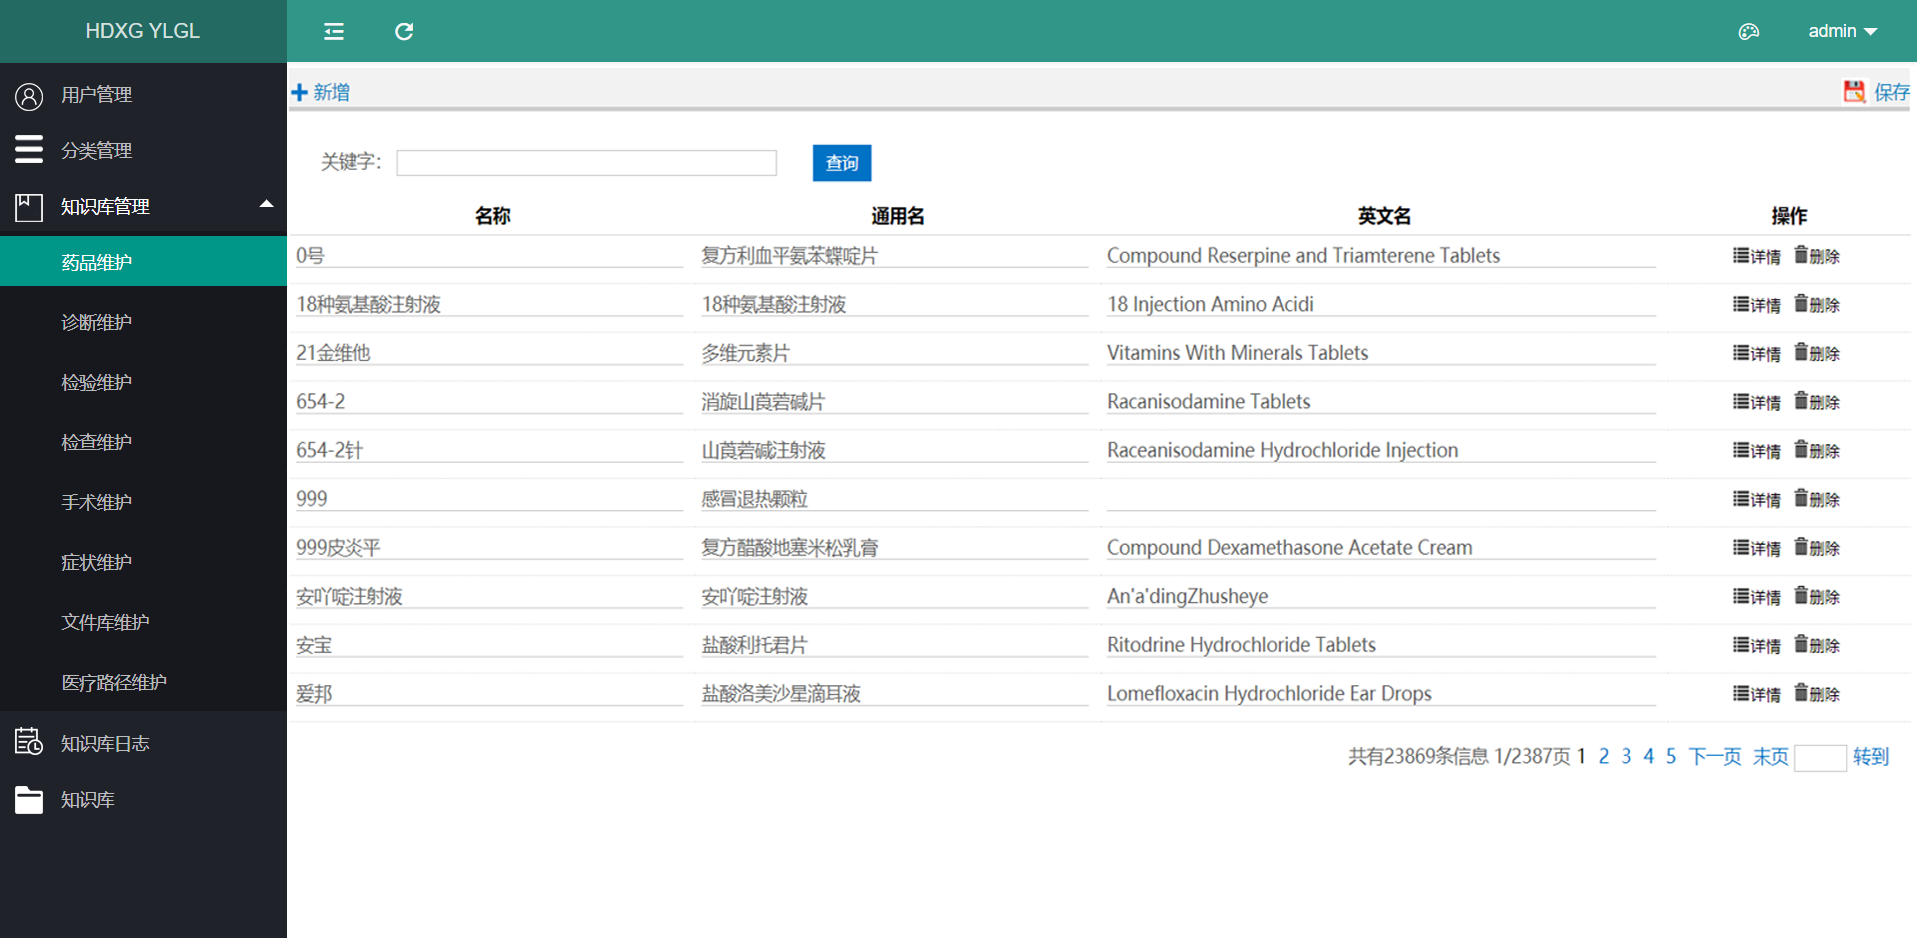 HDXG YLGL
admin
用户管理
分类管理
知识库管理
药品维护
诊断维护
检验维护
检查维护
手术维护
症状维护
文件库维护
医疗路径维护
知识库日志
知识库
新增 保存
关键字: 查询
名称 通用名 英文名 操作
0号 复方利血平氨苯蝶啶片 Compound Reserpine and Triamterene Tablets 详情 删除
18种氨基酸注射液 18种氨基酸注射液 18 Injection Amino Acidi 详情 删除
21金维他 多维元素片 Vitamins With Minerals Tablets 详情 删除
654-2 消旋山莨菪碱片 Racanisodamine Tablets 详情 删除
654-2针 山莨菪碱注射液 Raceanisodamine Hydrochloride Injection 详情 删除
999 感冒退热颗粒 详情 删除
999皮炎平 复方醋酸地塞米松乳膏 Compound Dexamethasone Acetate Cream 详情 删除
安吖啶注射液 安吖啶注射液 An'a'dingZhusheye 详情 删除
安宝 盐酸利托君片 Ritodrine Hydrochloride Tablets 详情 删除
爱邦 盐酸洛美沙星滴耳液 Lomefloxacin Hydrochloride Ear Drops 详情 删除
共有23869条信息 1/2387页 1 2 3 4 5 下一页 末页 转到